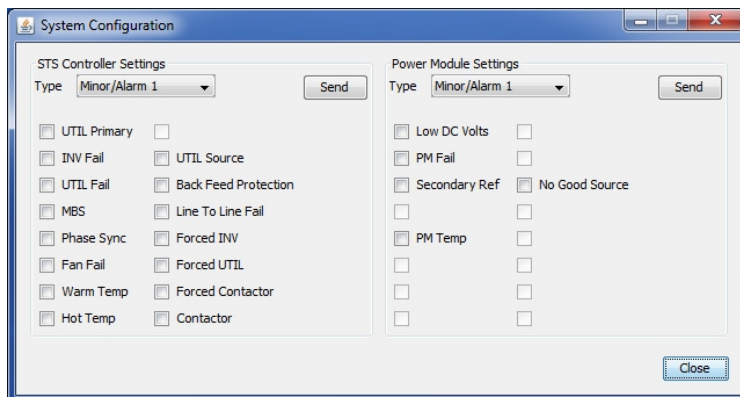 System Configuration
STS Controller Settings
Type Minor/Alarm 1 Send
UTIL Primary
INV Fail UTIL Source
UTIL Fail Back Feed Protection
MBS Line To Line Fail
Phase Sync Forced INV
Fan Fail Forced UTIL
Warm Temp Forced Contactor
Hot Temp Contactor
Power Module Settings
Type Minor/Alarm 1 Send
Low DC Volts
PM Fail
Secondary Ref No Good Source
PM Temp
Close